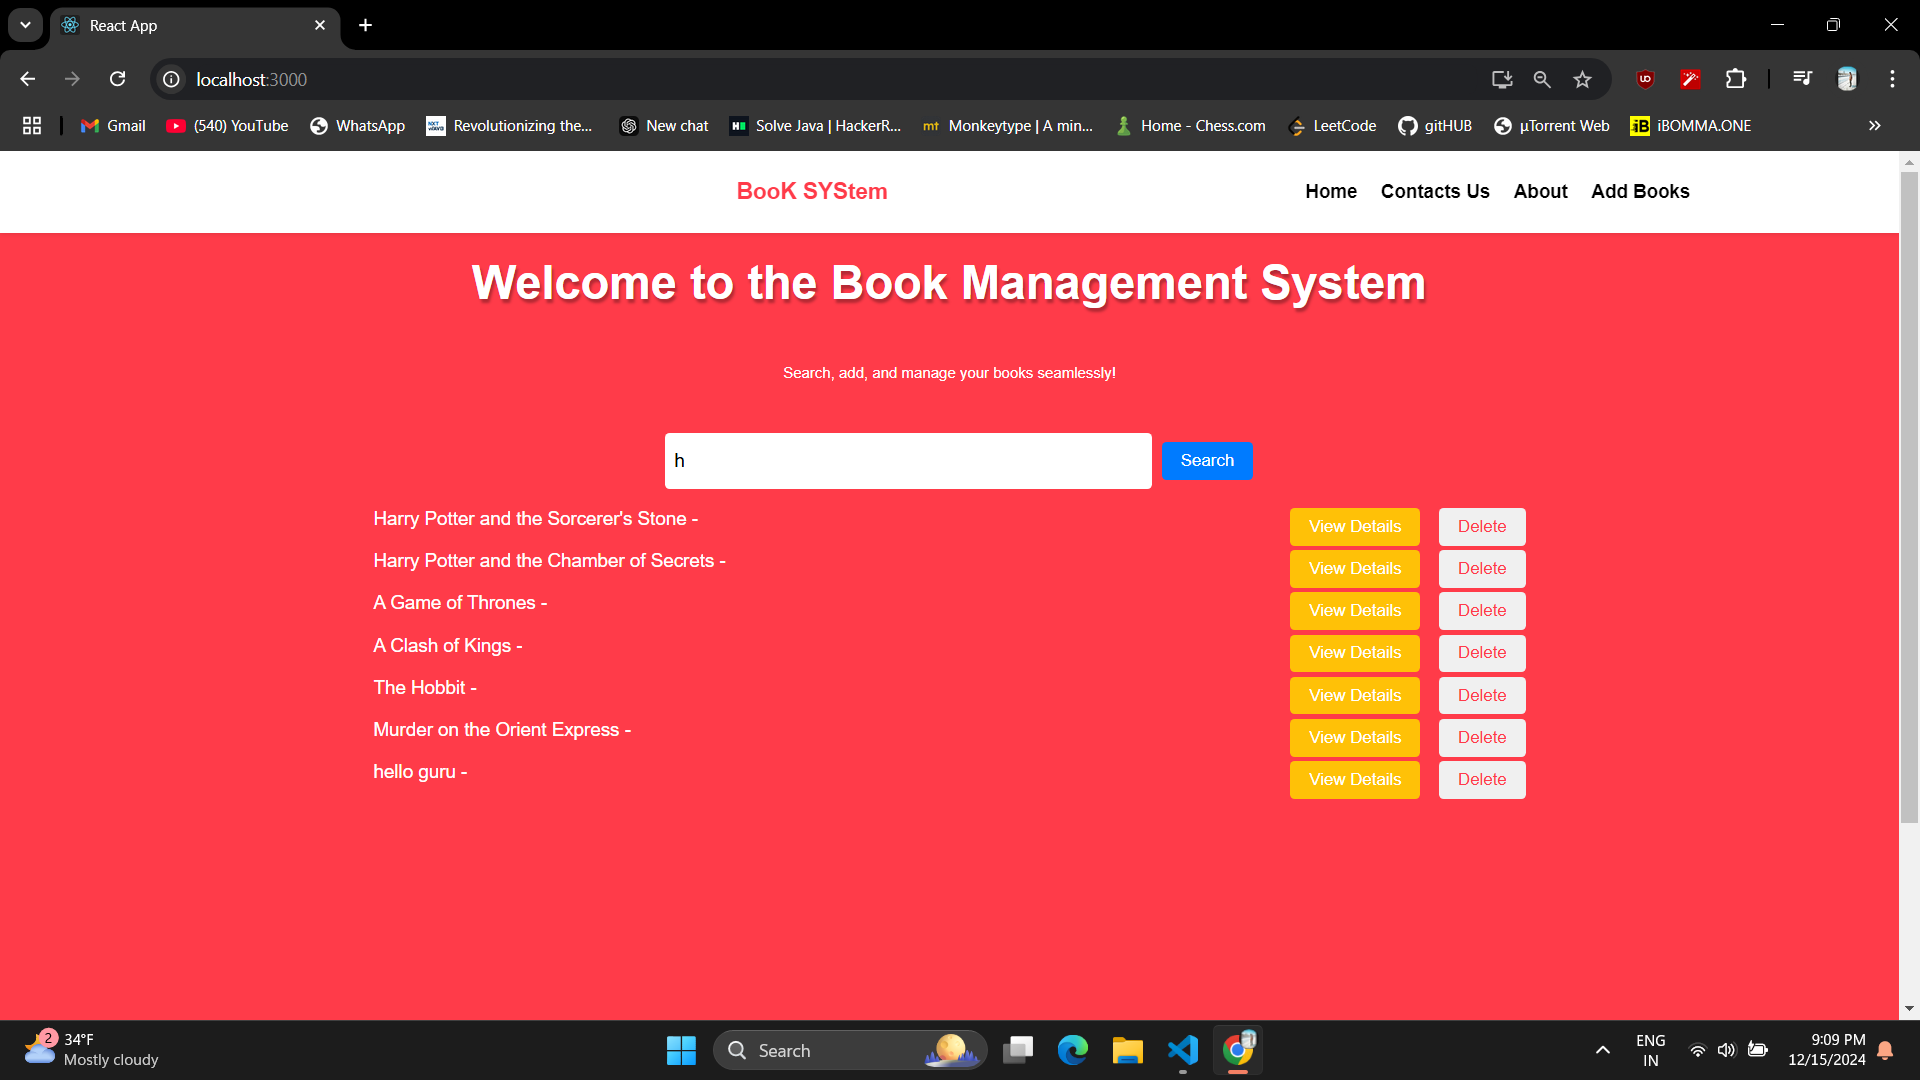 React App
localhost:3000
Gmail (540) YouTube WhatsApp Revolutionizing the... New chat Solve Java | HackerR... Monkeytype | A min... Home - Chess.com LeetCode gitHUB µTorrent Web iBOMMA.ONE
BooK SYStem Home Contacts Us About Add Books
Welcome to the Book Management System
Search, add, and manage your books seamlessly!
h Search
Harry Potter and the Sorcerer's Stone - View Details Delete
Harry Potter and the Chamber of Secrets - View Details Delete
A Game of Thrones - View Details Delete
A Clash of Kings - View Details Delete
The Hobbit - View Details Delete
Murder on the Orient Express - View Details Delete
hello guru - View Details Delete
2 34°F
Mostly cloudy
Search
ENG
IN
9:09 PM
12/15/2024